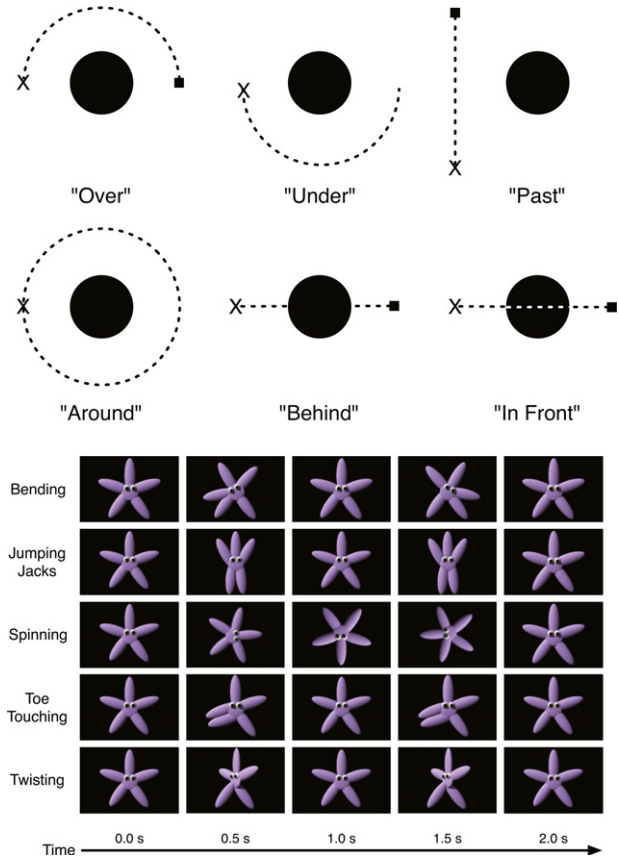 X
X
X
"Over"
"Under"
"Past"
X
X
X
"Around"
"Behind"
"In Front"
Bending
Jumping
Jacks
Spinning
Toe
Touching
Twisting
0.0 s
0.5 s
1.0 s
1.5 s
2.0 s
Time